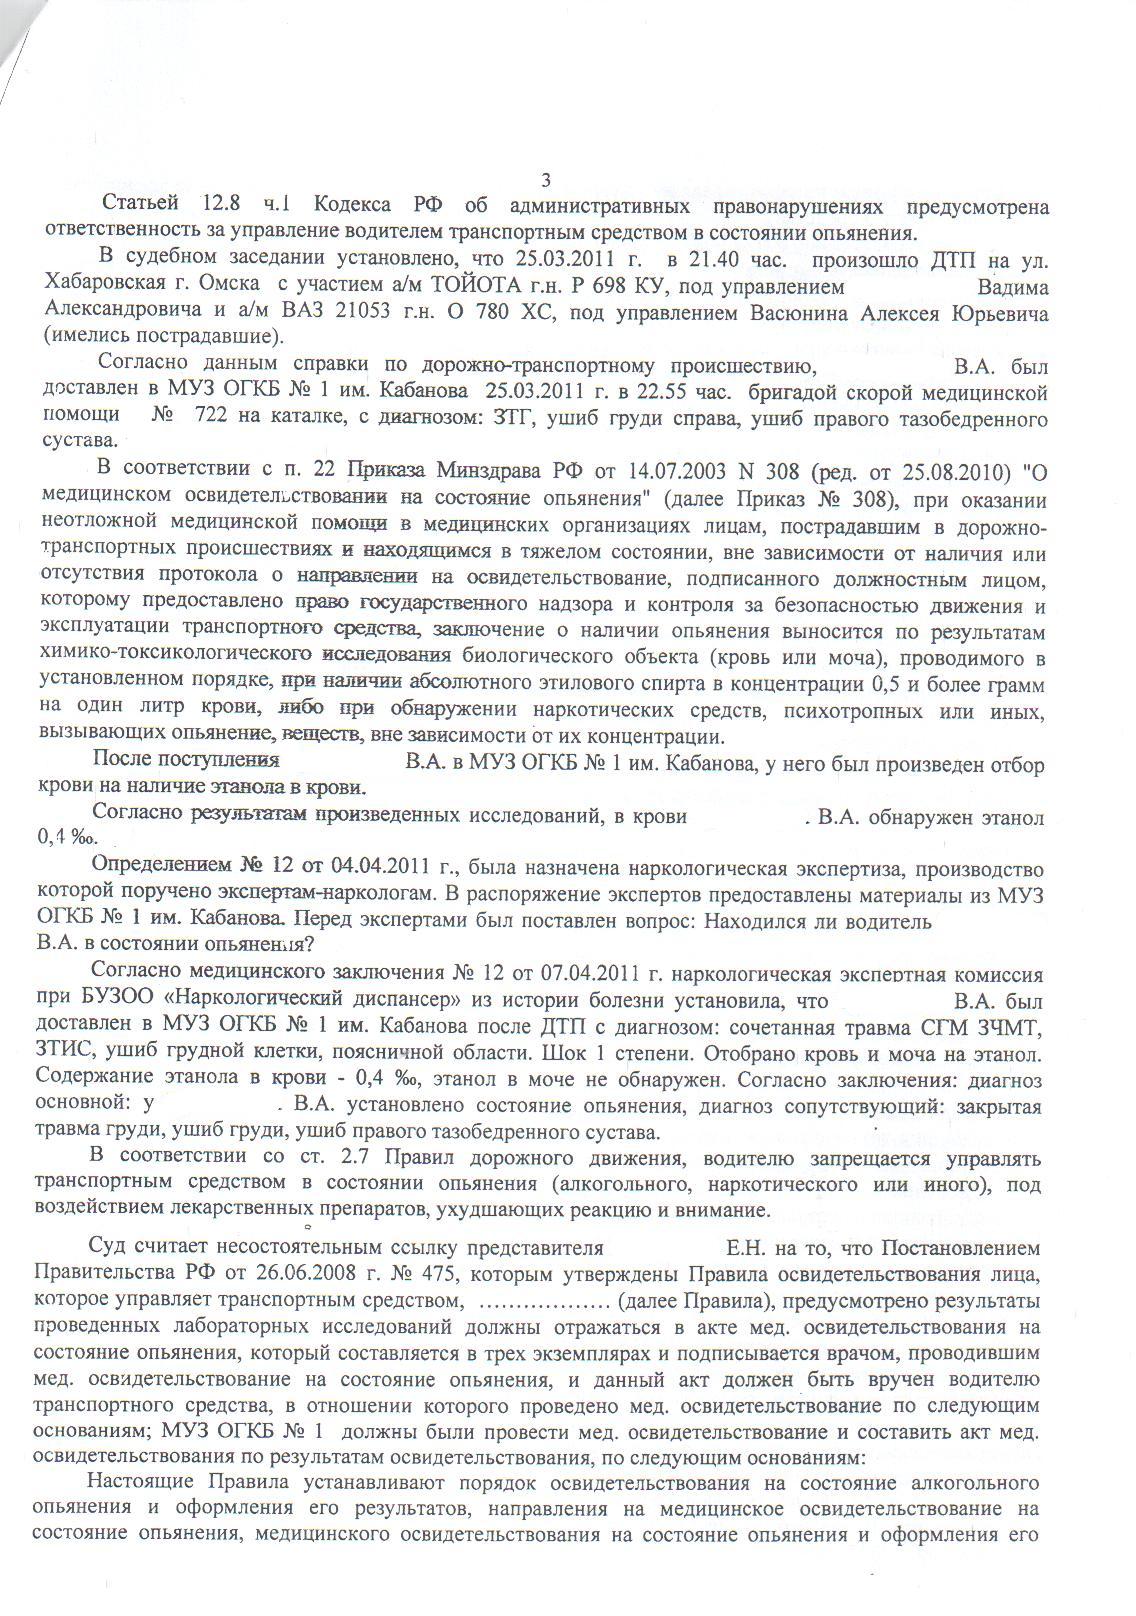 3
Статьей 12.8 ч.1 Кодекса РФ об административных правонарушениях предусмотрена
ответственность за управление водителем транспортным средством в состоянии опьянения.
В судебном заседании установлено, что 25.03.2011 г. в 21.40 час. произошло ДТП на ул.
Хабаровская г. Омска с участием а/м ТОЙОТА г.н. Р 698 КУ, под управлением Вадима
Александровича и а/м ВАЗ 21053 г.н. О 780 ХС, под управлением Васюнина Алексея Юрьевича
(имелись пострадавшие).
Согласно данным справки по дорожно-транспортному происшествию, В.А. был
доставлен в МУЗ ОГКБ № 1 им. Кабанова 25.03.2011 г. в 22.55 час. бригадой скорой медицинской
помощи № 722 на каталке, с диагнозом: ЗТГ, ушиб груди справа, ушиб правого тазобедренного
сустава.
В соответствии с п. 22 Приказа Минздрава РФ от 14.07.2003 N 308 (ред. от 25.08.2010) "О
медицинском освидетельствовании на состояние опьянения" (далее Приказ № 308), при оказании
неотложной медицинской помощи в медицинских организациях лицам, пострадавшим в дорожно-
транспортных происшествиях и находящимся в тяжелом состоянии, вне зависимости от наличия или
отсутствия протокола о направлении на освидетельствование, подписанного должностным лицом,
которому предоставлено право государственного надзора и контроля за безопасностью движения и
эксплуатации транспортного средства, заключение о наличии опьянения выносится по результатам
химико-токсикологического исследования биологического объекта (кровь или моча), проводимого в
установленном порядке, при наличии абсолютного этилового спирта в концентрации 0,5 и более грамм
на один литр крови, либо при обнаружении наркотических средств, психотропных или иных,
вызывающих опьянение, веществ, вне зависимости от их концентрации.
После поступления В.А. в МУЗ ОГКБ № 1 им. Кабанова, у него был произведен отбор
крови на наличие этанола в крови.
Согласно результатам произведенных исследований, в крови . В.А. обнаружен этанол
0,4 ‰.
Определением № 12 от 04.04.2011 г., была назначена наркологическая экспертиза, производство
которой поручено экспертам-наркологам. В распоряжение экспертов предоставлены материалы из МУЗ
ОГКБ № 1 им. Кабанова. Перед экспертами был поставлен вопрос: Находился ли водитель
В.А. в состоянии опьянения?
Согласно медицинского заключения № 12 от 07.04.2011 г. наркологическая экспертная комиссия
при БУЗОО «Наркологический диспансер» из истории болезни установила, что В.А. был
доставлен в МУЗ ОГКБ № 1 им. Кабанова после ДТП с диагнозом: сочетанная травма СГМ ЗЧМТ,
ЗТИС, ушиб грудной клетки, поясничной области. Шок 1 степени. Отобрано кровь и моча на этанол.
Содержание этанола в крови - 0,4 ‰, этанол в моче не обнаружен. Согласно заключения: диагноз
основной: у . В.А. установлено состояние опьянения, диагноз сопутствующий: закрытая
травма груди, ушиб груди, ушиб правого тазобедренного сустава.
В соответствии со ст. 2.7 Правил дорожного движения, водителю запрещается управлять
транспортным средством в состоянии опьянения (алкогольного, наркотического или иного), под
воздействием лекарственных препаратов, ухудшающих реакцию и внимание.
Суд считает несостоятельным ссылку представителя Е.Н. на то, что Постановлением
Правительства РФ от 26.06.2008 г. № 475, которым утверждены Правила освидетельствования лица,
которое управляет транспортным средством, .................. (далее Правила), предусмотрено результаты
проведенных лабораторных исследований должны отражаться в акте мед. освидетельствования на
состояние опьянения, который составляется в трех экземплярах и подписывается врачом, проводившим
мед. освидетельствование на состояние опьянения, и данный акт должен быть вручен водителю
транспортного средства, в отношении которого проведено мед. освидетельствование по следующим
основаниям; МУЗ ОГКБ № 1 должны были провести мед. освидетельствование и составить акт мед.
освидетельствования по результатам освидетельствования, по следующим основаниям:
Настоящие Правила устанавливают порядок освидетельствования на состояние алкогольного
опьянения и оформления его результатов, направления на медицинское освидетельствование на
состояние опьянения, медицинского освидетельствования на состояние опьянения и оформления его